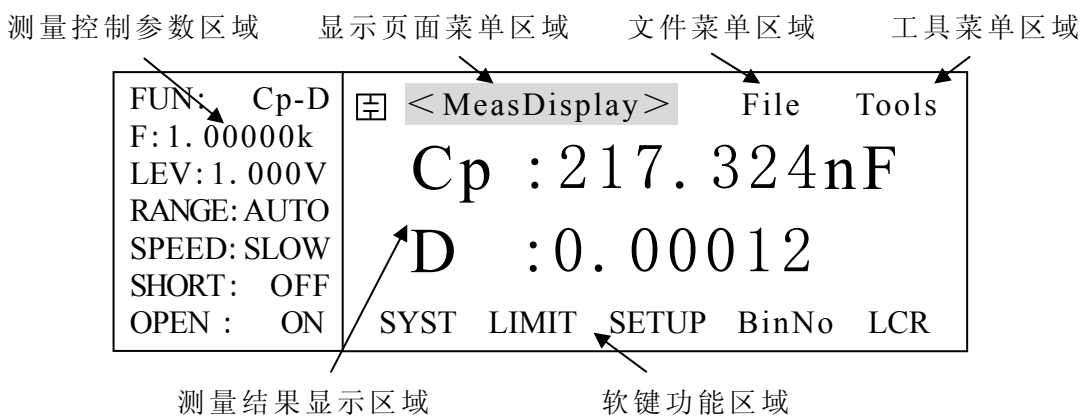 测量控制参数区域 显示页面菜单区域 文件菜单区域 工具菜单区域
FUN: Cp-D
F:1.00000k
LEV:1.000V
RANGE:AUTO
SPEED:SLOW
SHORT: OFF
OPEN : ON
<MeasDisplay> File Tools
Cp :217.324nF
D :0.00012
SYST LIMIT SETUP BinNo LCR
测量结果显示区域 软键功能区域